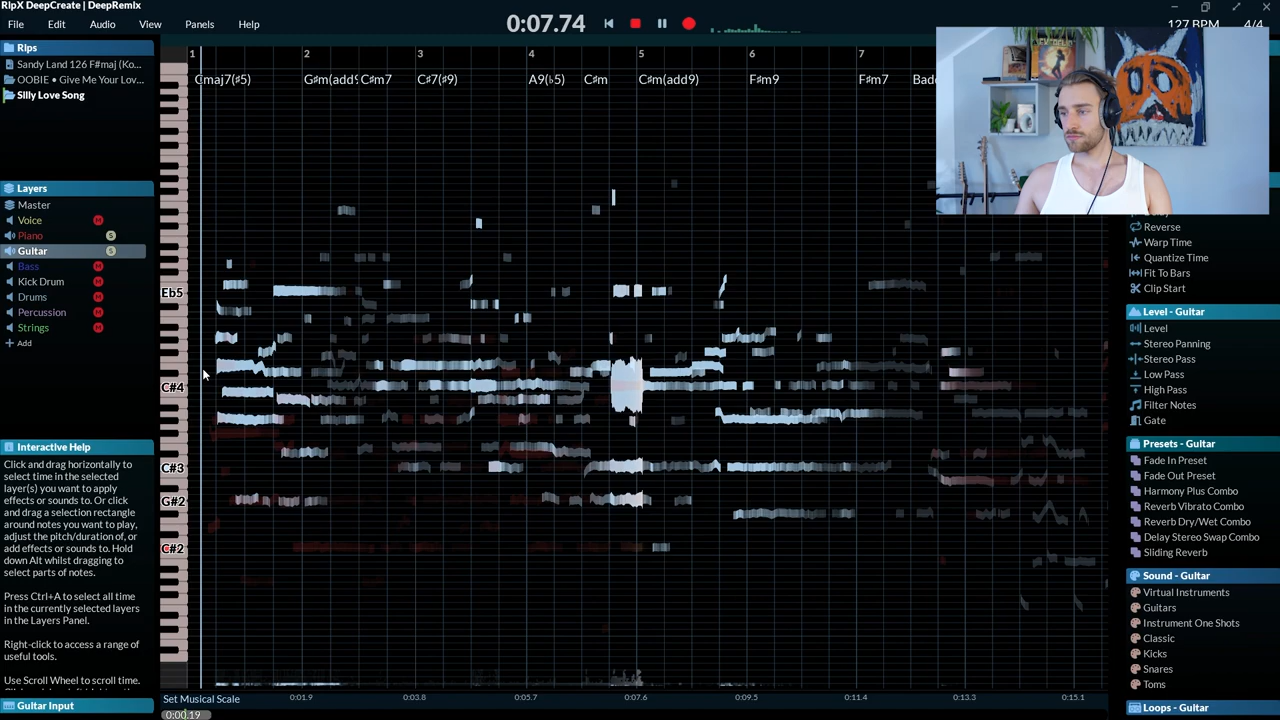 RipX DeepCreate | DeepRemix
File Edit Audio View Panels Help
0:07.74
127 BPM 4/4
Rips
Sandy Land 126 F#maj (Ko...
OOBIE • Give Me Your Lov...
Silly Love Song
1 2 3 4 5 6 7
Cmaj7(♯5) G♯m(add9 C♯m7 C♯7(♯9) A9(♭5) C♯m C♯m(add9) F♯m9 F♯m7
Layers
Master
Voice M
Piano S
Guitar S
Bass M
Kick Drum M
Drums M
Percussion M
Strings M
Add
Eb5
C#4
C#3
G#2
C#2
Interactive Help
Click and drag horizontally to
select time in the selected
layer(s) you want to apply
effects or sounds to. Or click
and drag a selection rectangle
around notes you want to play,
adjust the pitch/duration of, or
add effects or sounds to. Hold
down Alt whilst dragging to
select parts of notes.
Press Ctrl+A to select all time
in the currently selected layers
in the Layers Panel.
Right-click to access a range of
useful tools.
Use Scroll Wheel to scroll time.
Guitar Input
Set Musical Scale
0:01.9 0:03.8 0:05.7 0:07.6 0:09.5 0:11.4 0:13.3 0:15.1
0:00.19
Reverse
Warp Time
Quantize Time
Fit To Bars
Clip Start
Level - Guitar
Level
Stereo Panning
Stereo Pass
Low Pass
High Pass
Filter Notes
Gate
Presets - Guitar
Fade In Preset
Fade Out Preset
Harmony Plus Combo
Reverb Vibrato Combo
Reverb Dry/Wet Combo
Delay Stereo Swap Combo
Sliding Reverb
Sound - Guitar
Virtual Instruments
Guitars
Instrument One Shots
Classic
Kicks
Snares
Toms
Loops - Guitar